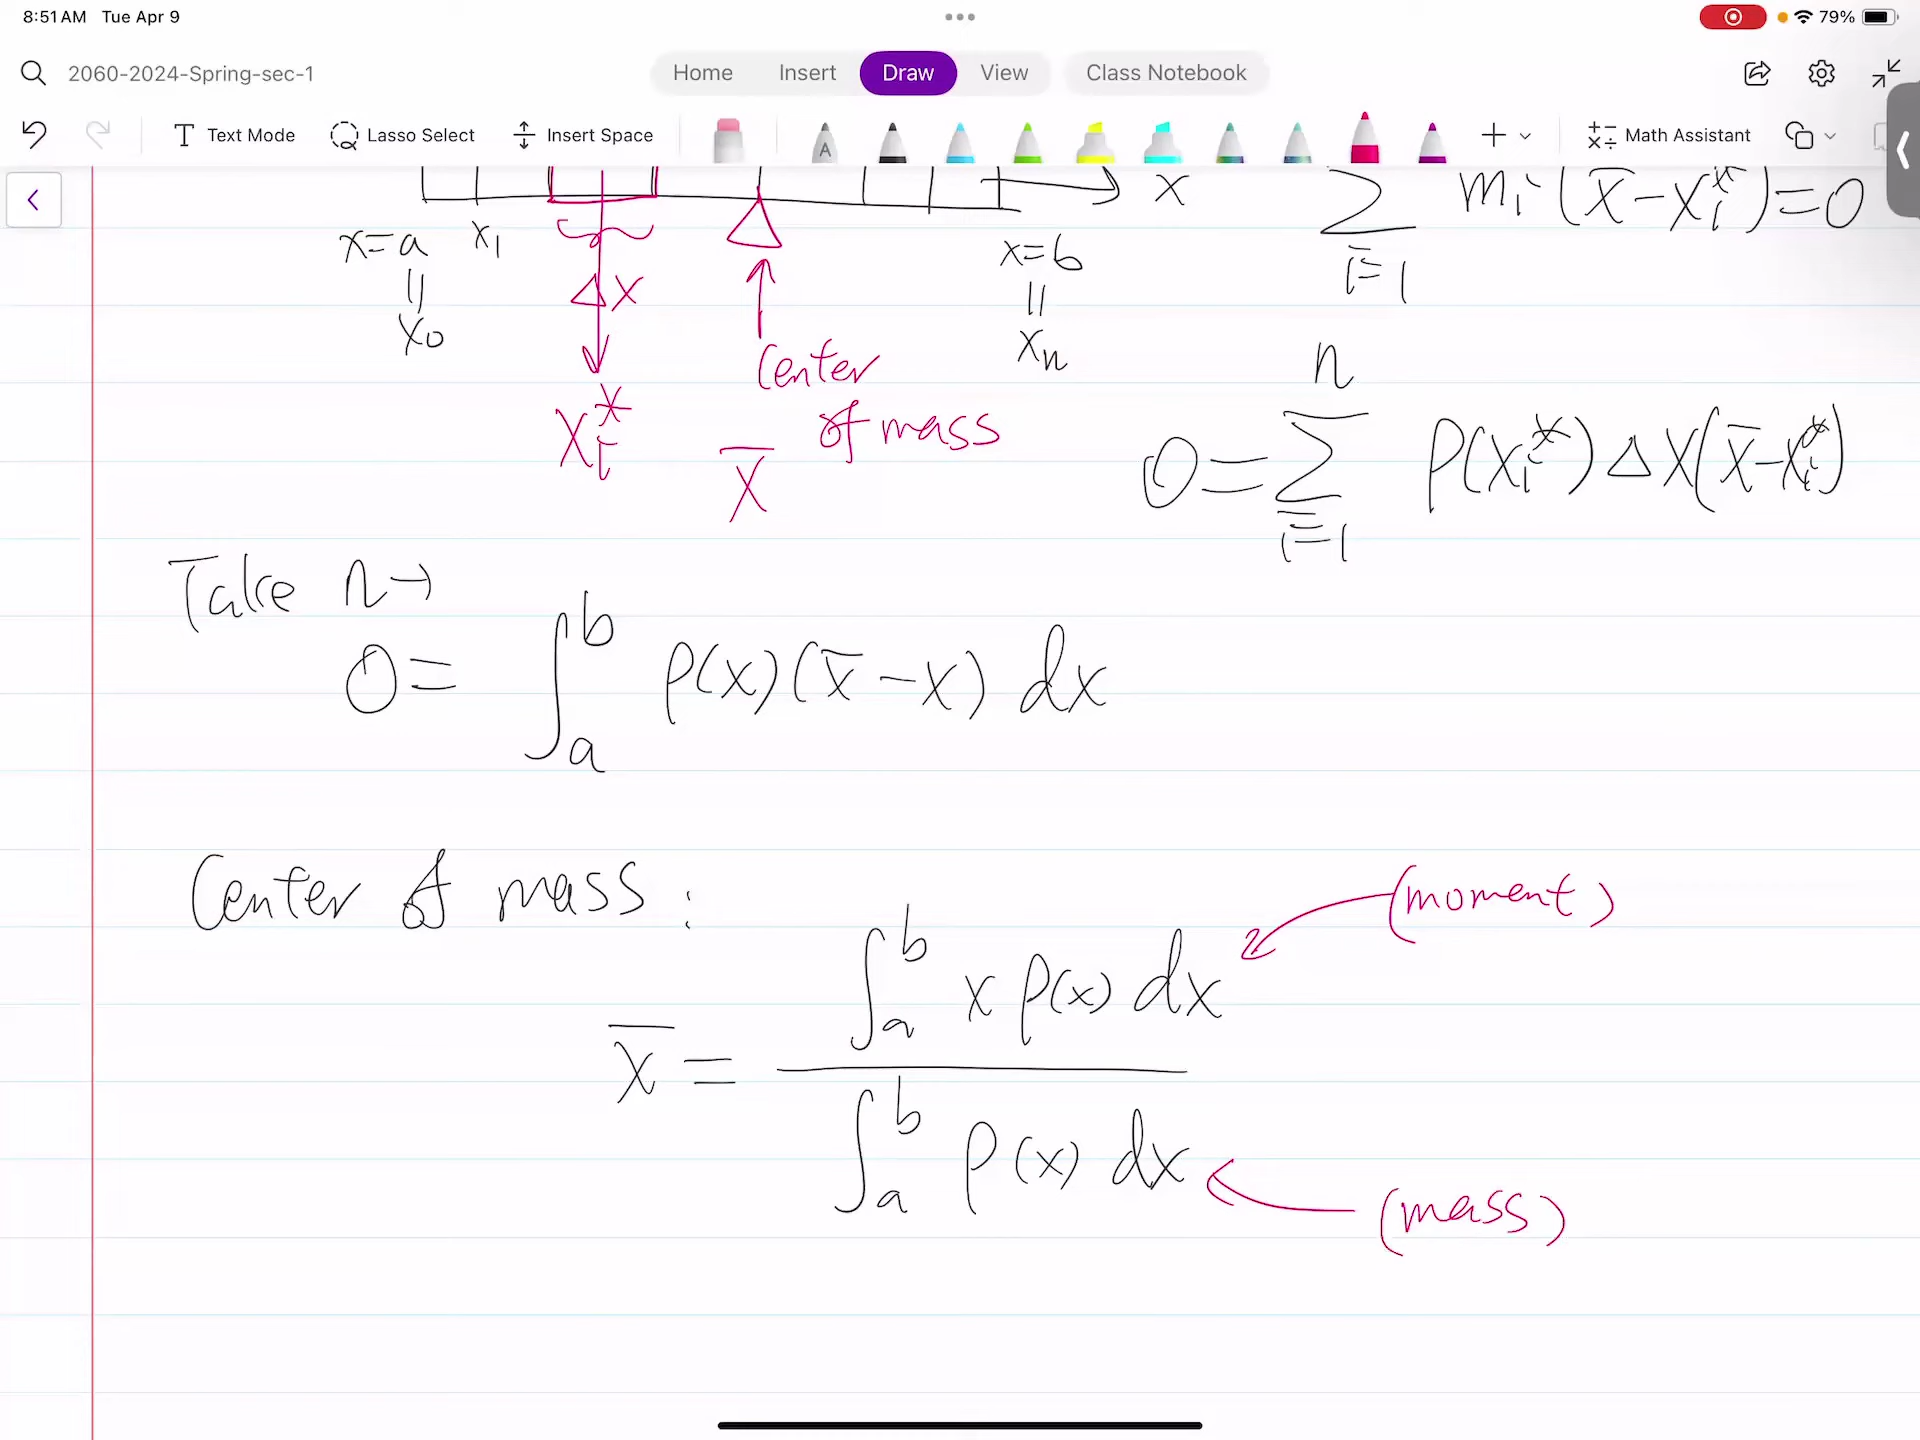 8:51 AM Tue Apr 9
79%
2060-2024-Spring-sec-1
Home Insert Draw View Class Notebook
Text Mode Lasso Select Insert Space A Math Assistant
x=a x₁ Δx x=b x
|| ||
x₀ xₙ
xᵢ*
center
of mass
x̄
∑ᵢ₌₁ mᵢ(x̄-xᵢ*)=0
0=∑ᵢ₌₁ⁿ ρ(xᵢ*)Δx(x̄-xᵢ*)
Take n→
0= ∫ₐᵇ ρ(x)(x̄-x) dx
Center of mass:
(moment)
x̄ = ∫ₐᵇ x ρ(x) dx
∫ₐᵇ ρ(x) dx
(mass)